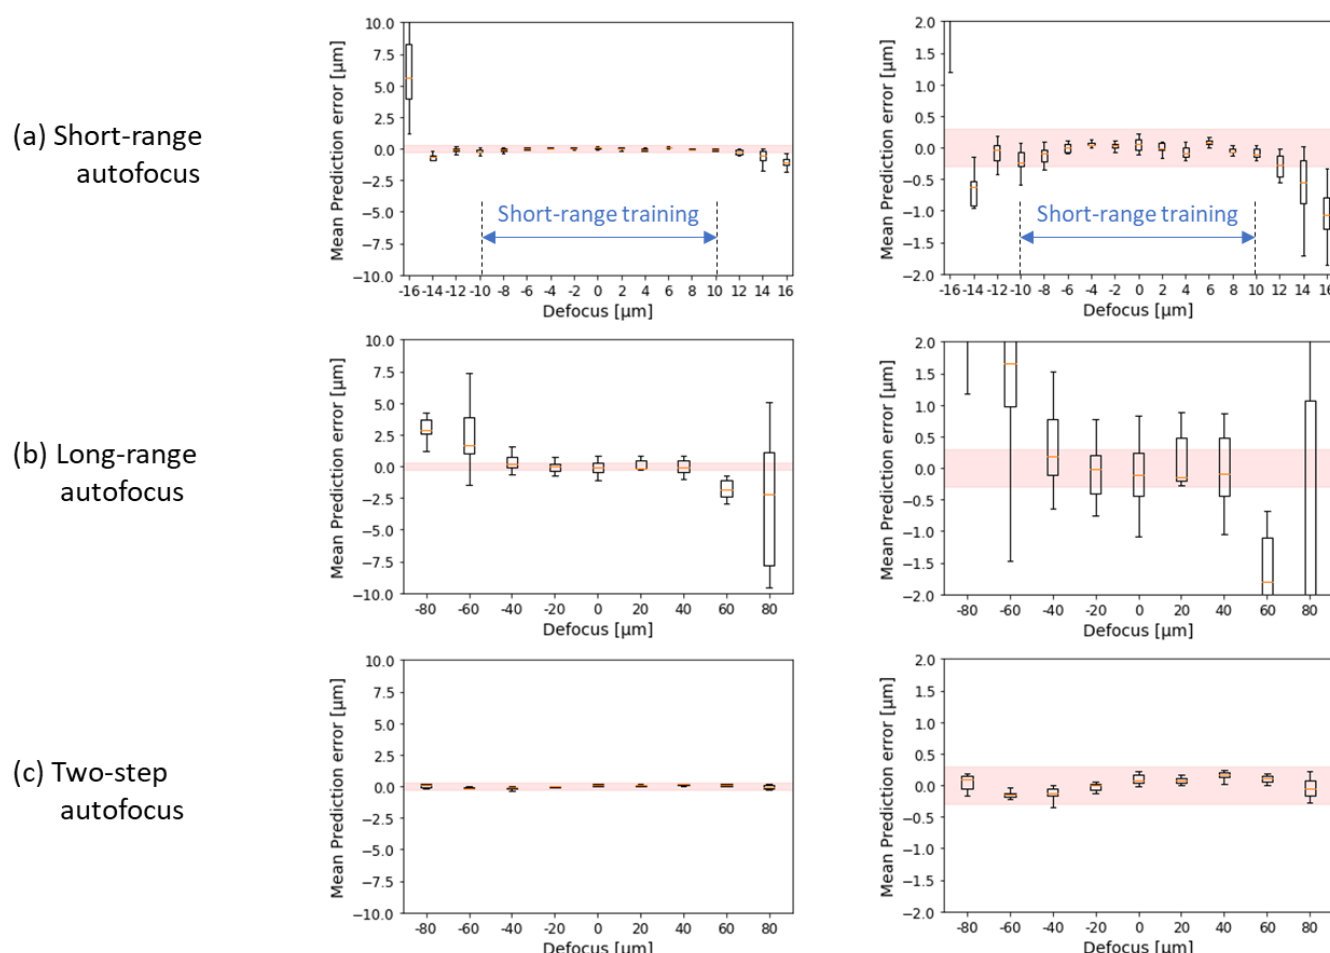 (a) Short-range
autofocus
Mean Prediction error [μm]
10.0
7.5
5.0
2.5
0.0
−2.5
−5.0
−7.5
−10.0
Short-range training
-16 -14 -12 -10 -8 -6 -4 -2 0 2 4 6 8 10 12 14 16
Defocus [μm]
Mean Prediction error [μm]
2.0
1.5
1.0
0.5
0.0
−0.5
−1.0
−1.5
−2.0
Short-range training
-16 -14 -12 -10 -8 -6 -4 -2 0 2 4 6 8 10 12 14 16
Defocus [μm]
(b) Long-range
autofocus
Mean Prediction error [μm]
10.0
7.5
5.0
2.5
0.0
−2.5
−5.0
−7.5
−10.0
-80 -60 -40 -20 0 20 40 60 80
Defocus [μm]
Mean Prediction error [μm]
2.0
1.5
1.0
0.5
0.0
−0.5
−1.0
−1.5
−2.0
-80 -60 -40 -20 0 20 40 60 80
Defocus [μm]
(c) Two-step
autofocus
Mean Prediction error [μm]
10.0
7.5
5.0
2.5
0.0
−2.5
−5.0
−7.5
−10.0
-80 -60 -40 -20 0 20 40 60 80
Defocus [μm]
Mean Prediction error [μm]
2.0
1.5
1.0
0.5
0.0
−0.5
−1.0
−1.5
−2.0
-80 -60 -40 -20 0 20 40 60 80
Defocus [μm]